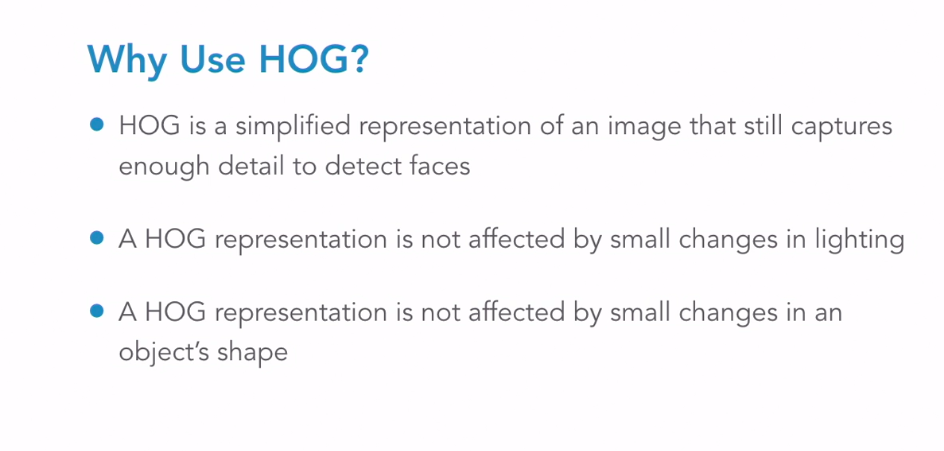 Why Use HOG?
• HOG is a simplified representation of an image that still captures
enough detail to detect faces
• A HOG representation is not affected by small changes in lighting
• A HOG representation is not affected by small changes in an
object’s shape